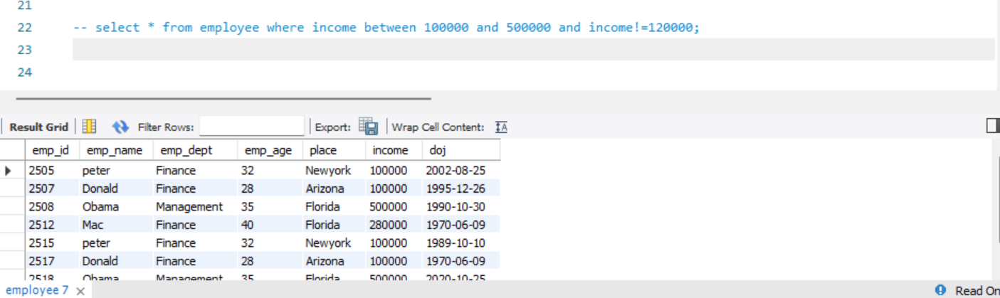 21
22 -- select * from employee where income between 100000 and 500000 and income!=120000;
23
24
Result Grid Filter Rows: Export: Wrap Cell Content: IA
emp_id emp_name emp_dept emp_age place income doj
2505 peter Finance 32 Newyork 100000 2002-08-25
2507 Donald Finance 28 Arizona 100000 1995-12-26
2508 Obama Management 35 Florida 500000 1990-10-30
2512 Mac Finance 40 Florida 280000 1970-06-09
2515 peter Finance 32 Newyork 100000 1989-10-10
2517 Donald Finance 28 Arizona 100000 1970-06-09
2518 Obama Management 35 Florida 500000 2020-10-25
employee 7 Read On